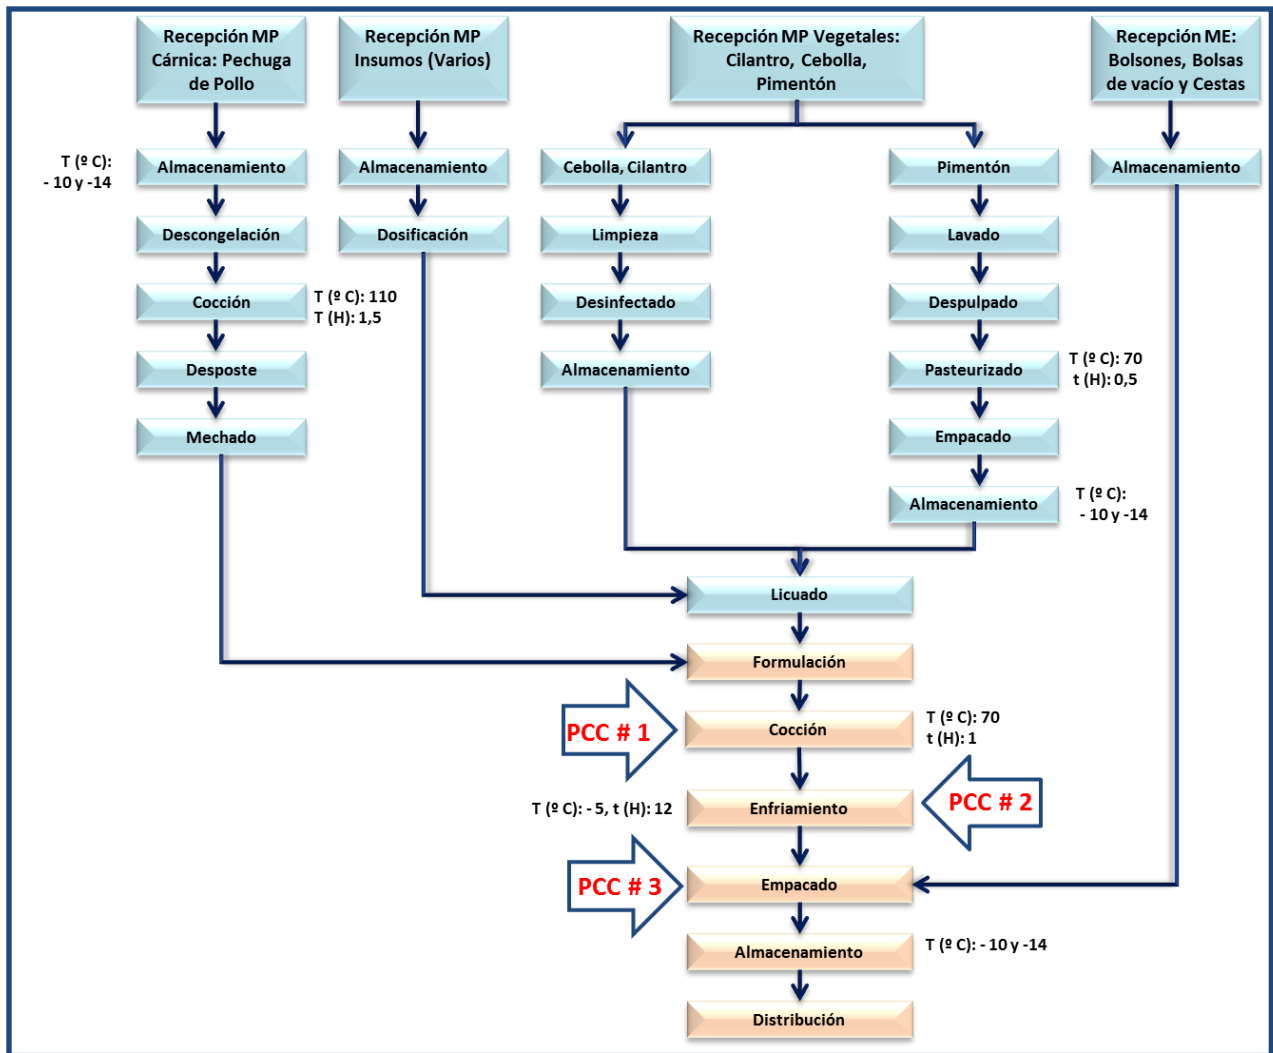 Recepción MP
Cárnica: Pechuga
de Pollo
Recepción MP
Insumos (Varios)
Recepción MP Vegetales:
Cilantro, Cebolla,
Pimentón
Recepción ME:
Bolsones, Bolsas
de vacío y Cestas
T (º C):
- 10 y -14
Almacenamiento
Almacenamiento
Cebolla, Cilantro
Pimentón
Almacenamiento
Descongelación
Dosificación
Limpieza
Lavado
Cocción
T (º C): 110
T (H): 1,5
Desinfectado
Despulpado
Desposte
Almacenamiento
Pasteurizado
T (º C): 70
t (H): 0,5
Mechado
Empacado
Almacenamiento
T (º C):
- 10 y -14
Licuado
Formulación
PCC # 1
Cocción
T (º C): 70
t (H): 1
T (º C): - 5, t (H): 12
Enfriamiento
PCC # 2
PCC # 3
Empacado
Almacenamiento
T (º C): - 10 y -14
Distribución